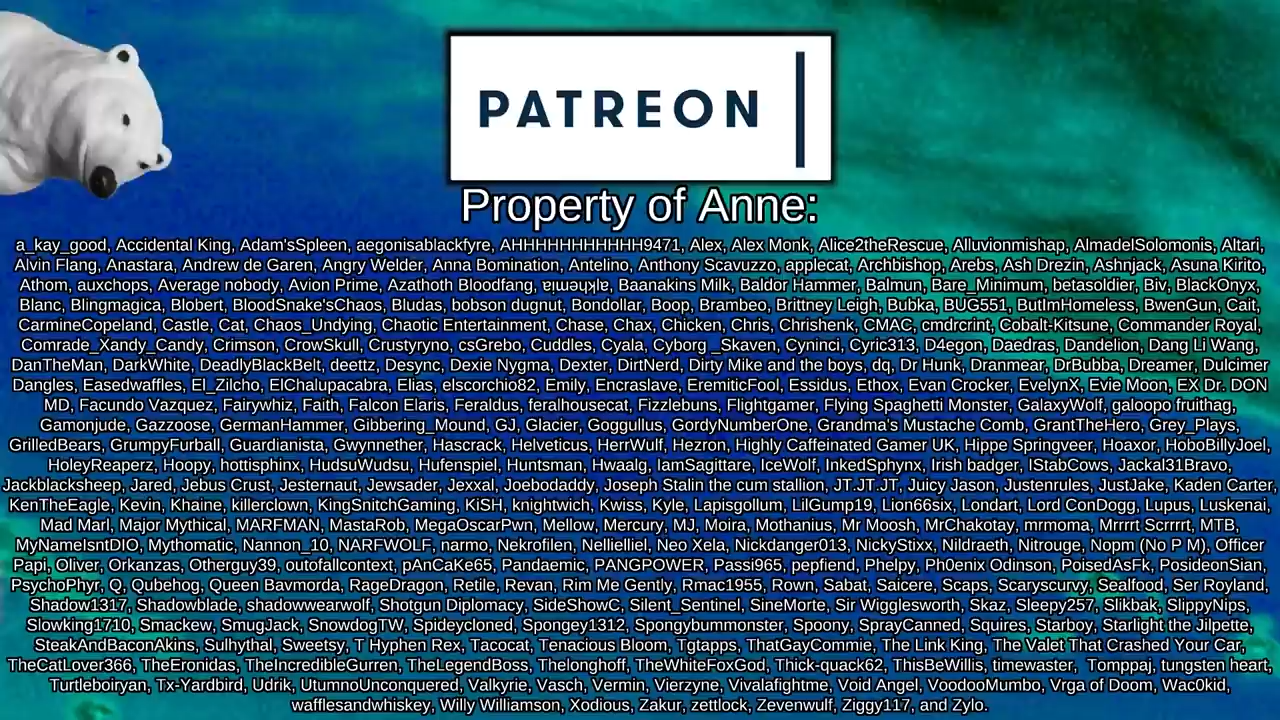 PATREON
Property of Anne:
a_kay_good, Accidental King, Adam'sSpleen, aegonisablackfyre, AHHHHHHHHHHH9471, Alex, Alex Monk, Alice2theRescue, Alluvionmishap, AlmadelSolomonis, Altari,
Alvin Flang, Anastara, Andrew de Garen, Angry Welder, Anna Bomination, Antelino, Anthony Scavuzzo, applecat, Archbishop, Arebs, Ash Drezin, Ashnjack, Asuna Kirito,
Athom, auxchops, Average nobody, Avion Prime, Azathoth Bloodfang, Baanakins Milk, Baldor Hammer, Balmun, Bare_Minimum, betasoldier, Biv, BlackOnyx,
Blanc, Blingmagica, Blobert, BloodSnake'sChaos, Bludas, bobson dugnut, Bondollar, Boop, Brambeo, Brittney Leigh, Bubka, BUG551, ButImHomeless, BwenGun, Cait,
CarmineCopeland, Castle, Cat, Chaos_Undying, Chaotic Entertainment, Chase, Chax, Chicken, Chris, Chrishenk, CMAC, cmdrcrint, Cobalt-Kitsune, Commander Royal,
Comrade_Xandy_Candy, Crimson, CrowSkull, Crustyryno, csGrebo, Cuddles, Cyala, Cyborg _Skaven, Cyninci, Cyric313, D4egon, Daedras, Dandelion, Dang Li Wang,
DanTheMan, DarkWhite, DeadlyBlackBelt, deettz, Desync, Dexie Nygma, Dexter, DirtNerd, Dirty Mike and the boys, dq, Dr Hunk, Dranmear, DrBubba, Dreamer, Dulcimer
Dangles, Easedwaffles, El_Zilcho, ElChalupacabra, Elias, elscorchio82, Emily, Encraslave, EremiticFool, Essidus, Ethox, Evan Crocker, EvelynX, Evie Moon, EX Dr. DON
MD, Facundo Vazquez, Fairywhiz, Faith, Falcon Elaris, Feraldus, feralhousecat, Fizzlebuns, Flightgamer, Flying Spaghetti Monster, GalaxyWolf, galoopo fruithag,
Gamonjude, Gazzoose, GermanHammer, Gibbering_Mound, GJ, Glacier, Goggullus, GordyNumberOne, Grandma's Mustache Comb, GrantTheHero, Grey_Plays,
GrilledBears, GrumpyFurball, Guardianista, Gwynnether, Hascrack, Helveticus, HerrWulf, Hezron, Highly Caffeinated Gamer UK, Hippe Springveer, Hoaxor, HoboBillyJoel,
HoleyReaperz, Hoopy, hottisphinx, HudsuWudsu, Hufenspiel, Huntsman, Hwaalg, IamSagittare, IceWolf, InkedSphynx, Irish badger, IStabCows, Jackal31Bravo,
Jackblacksheep, Jared, Jebus Crust, Jesternaut, Jewsader, Jexxal, Joebodaddy, Joseph Stalin the cum stallion, JT.JT.JT, Juicy Jason, Justenrules, JustJake, Kaden Carter,
KenTheEagle, Kevin, Khaine, killerclown, KingSnitchGaming, KiSH, knightwich, Kwiss, Kyle, Lapisgollum, LilGump19, Lion66six, Londart, Lord ConDogg, Lupus, Luskenai,
Mad Marl, Major Mythical, MARFMAN, MastaRob, MegaOscarPwn, Mellow, Mercury, MJ, Moira, Mothanius, Mr Moosh, MrChakotay, mrmoma, Mrrrrt Scrrrrt, MTB,
MyNameIsntDIO, Mythomatic, Nannon_10, NARFWOLF, narmo, Nekrofilen, Nellielliel, Neo Xela, Nickdanger013, NickyStixx, Nildraeth, Nitrouge, Nopm (No P M), Officer
Papi, Oliver, Orkanzas, Otherguy39, outofallcontext, pAnCaKe65, Pandaemic, PANGPOWER, Passi965, pepfiend, Phelpy, Ph0enix Odinson, PoisedAsFk, PosideonSian,
PsychoPhyr, Q, Qubehog, Queen Bavmorda, RageDragon, Retile, Revan, Rim Me Gently, Rmac1955, Rown, Sabat, Saicere, Scaps, Scaryscurvy, Sealfood, Ser Royland,
Shadow1317, Shadowblade, shadowwearwolf, Shotgun Diplomacy, SideShowC, Silent_Sentinel, SineMorte, Sir Wigglesworth, Skaz, Sleepy257, Slikbak, SlippyNips,
Slowking1710, Smackew, SmugJack, SnowdogTW, Spideycloned, Spongey1312, Spongybummonster, Spoony, SprayCanned, Squires, Starboy, Starlight the Jilpette,
SteakAndBaconAkins, Sulhythal, Sweetsy, T Hyphen Rex, Tacocat, Tenacious Bloom, Tgtapps, ThatGayCommie, The Link King, The Valet That Crashed Your Car,
TheCatLover366, TheEronidas, TheIncredibleGurren, TheLegendBoss, Thelonghoff, TheWhiteFoxGod, Thick-quack62, ThisBeWillis, timewaster, Tomppaj, tungsten heart,
Turtleboiryan, Tx-Yardbird, Udrik, UtumnoUnconquered, Valkyrie, Vasch, Vermin, Vierzyne, Vivalafightme, Void Angel, VoodooMumbo, Vrga of Doom, Wac0kid,
wafflesandwhiskey, Willy Williamson, Xodious, Zakur, zettlock, Zevenwulf, Ziggy117, and Zylo.